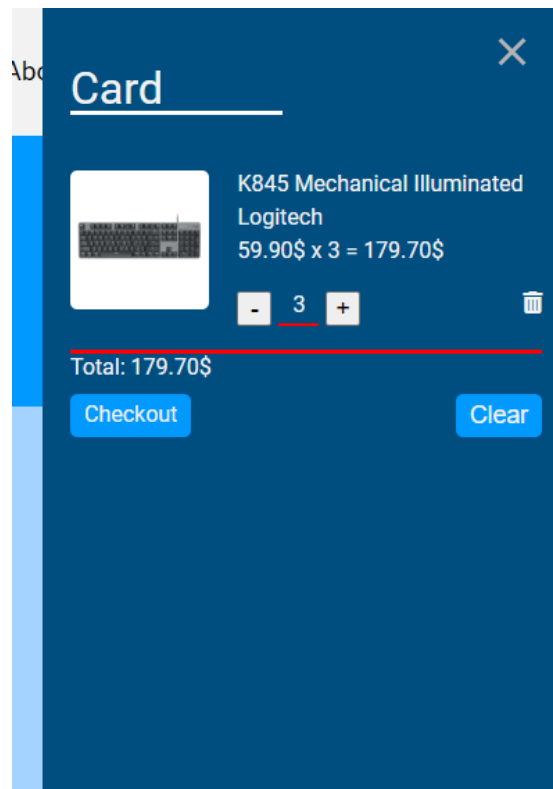 Abo
Card
K845 Mechanical Illuminated
Logitech
59.90$ x 3 = 179.70$
- 3 +
Total: 179.70$
Checkout
Clear